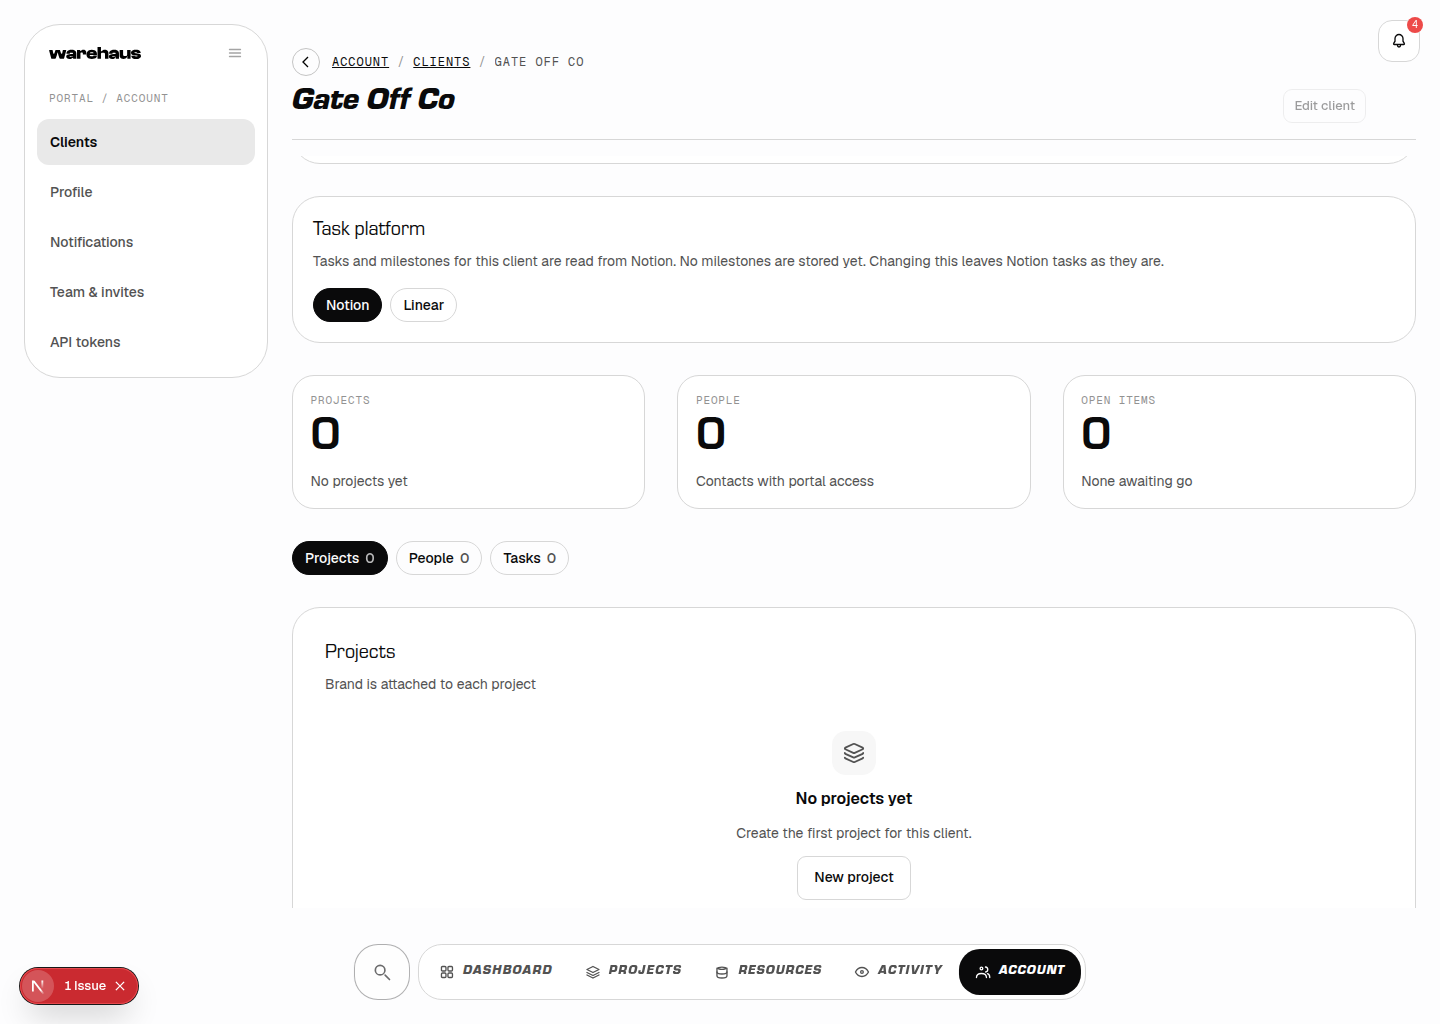 warehaus
PORTAL / ACCOUNT
Clients
Profile
Notifications
Team & invites
API tokens
ACCOUNT / CLIENTS / GATE OFF CO
Gate Off Co
Edit client
4
Task platform
Tasks and milestones for this client are read from Notion. No milestones are stored yet. Changing this leaves Notion tasks as they are.
Notion Linear
PROJECTS
0
No projects yet
PEOPLE
0
Contacts with portal access
OPEN ITEMS
0
None awaiting go
Projects 0 People 0 Tasks 0
Projects
Brand is attached to each project
No projects yet
Create the first project for this client.
New project
DASHBOARD PROJECTS RESOURCES ACTIVITY ACCOUNT
N 1 Issue